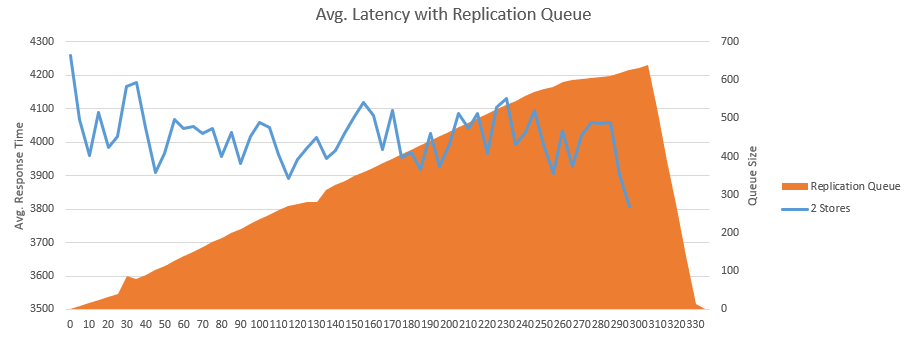 Avg. Latency with Replication Queue
4300
4200
4100
4000
3900
3800
3700
3600
3500
Avg. Response Time
700
600
500
400
300
200
100
0
Queue Size
0 10 20 30 40 50 60 70 80 90 100 110 120 130 140 150 160 170 180 190 200 210 220 230 240 250 260 270 280 290 300 310 320 330
Replication Queue
2 Stores